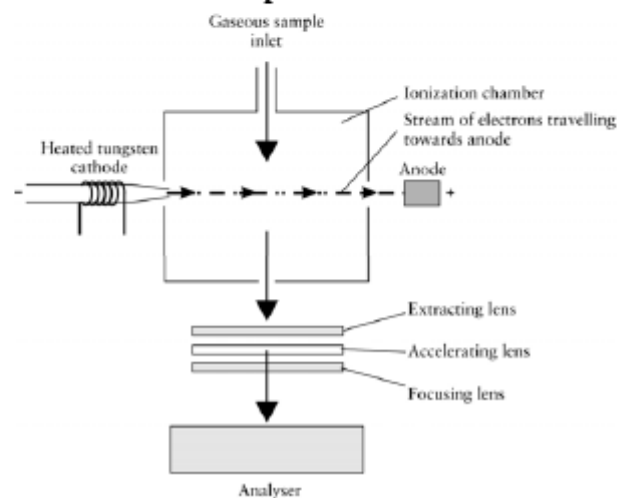 Gaseous sample
inlet
Ionization chamber
Stream of electrons travelling
towards anode
Heated tungsten
cathode
Anode
-
+
Extracting lens
Accelerating lens
Focusing lens
Analyser